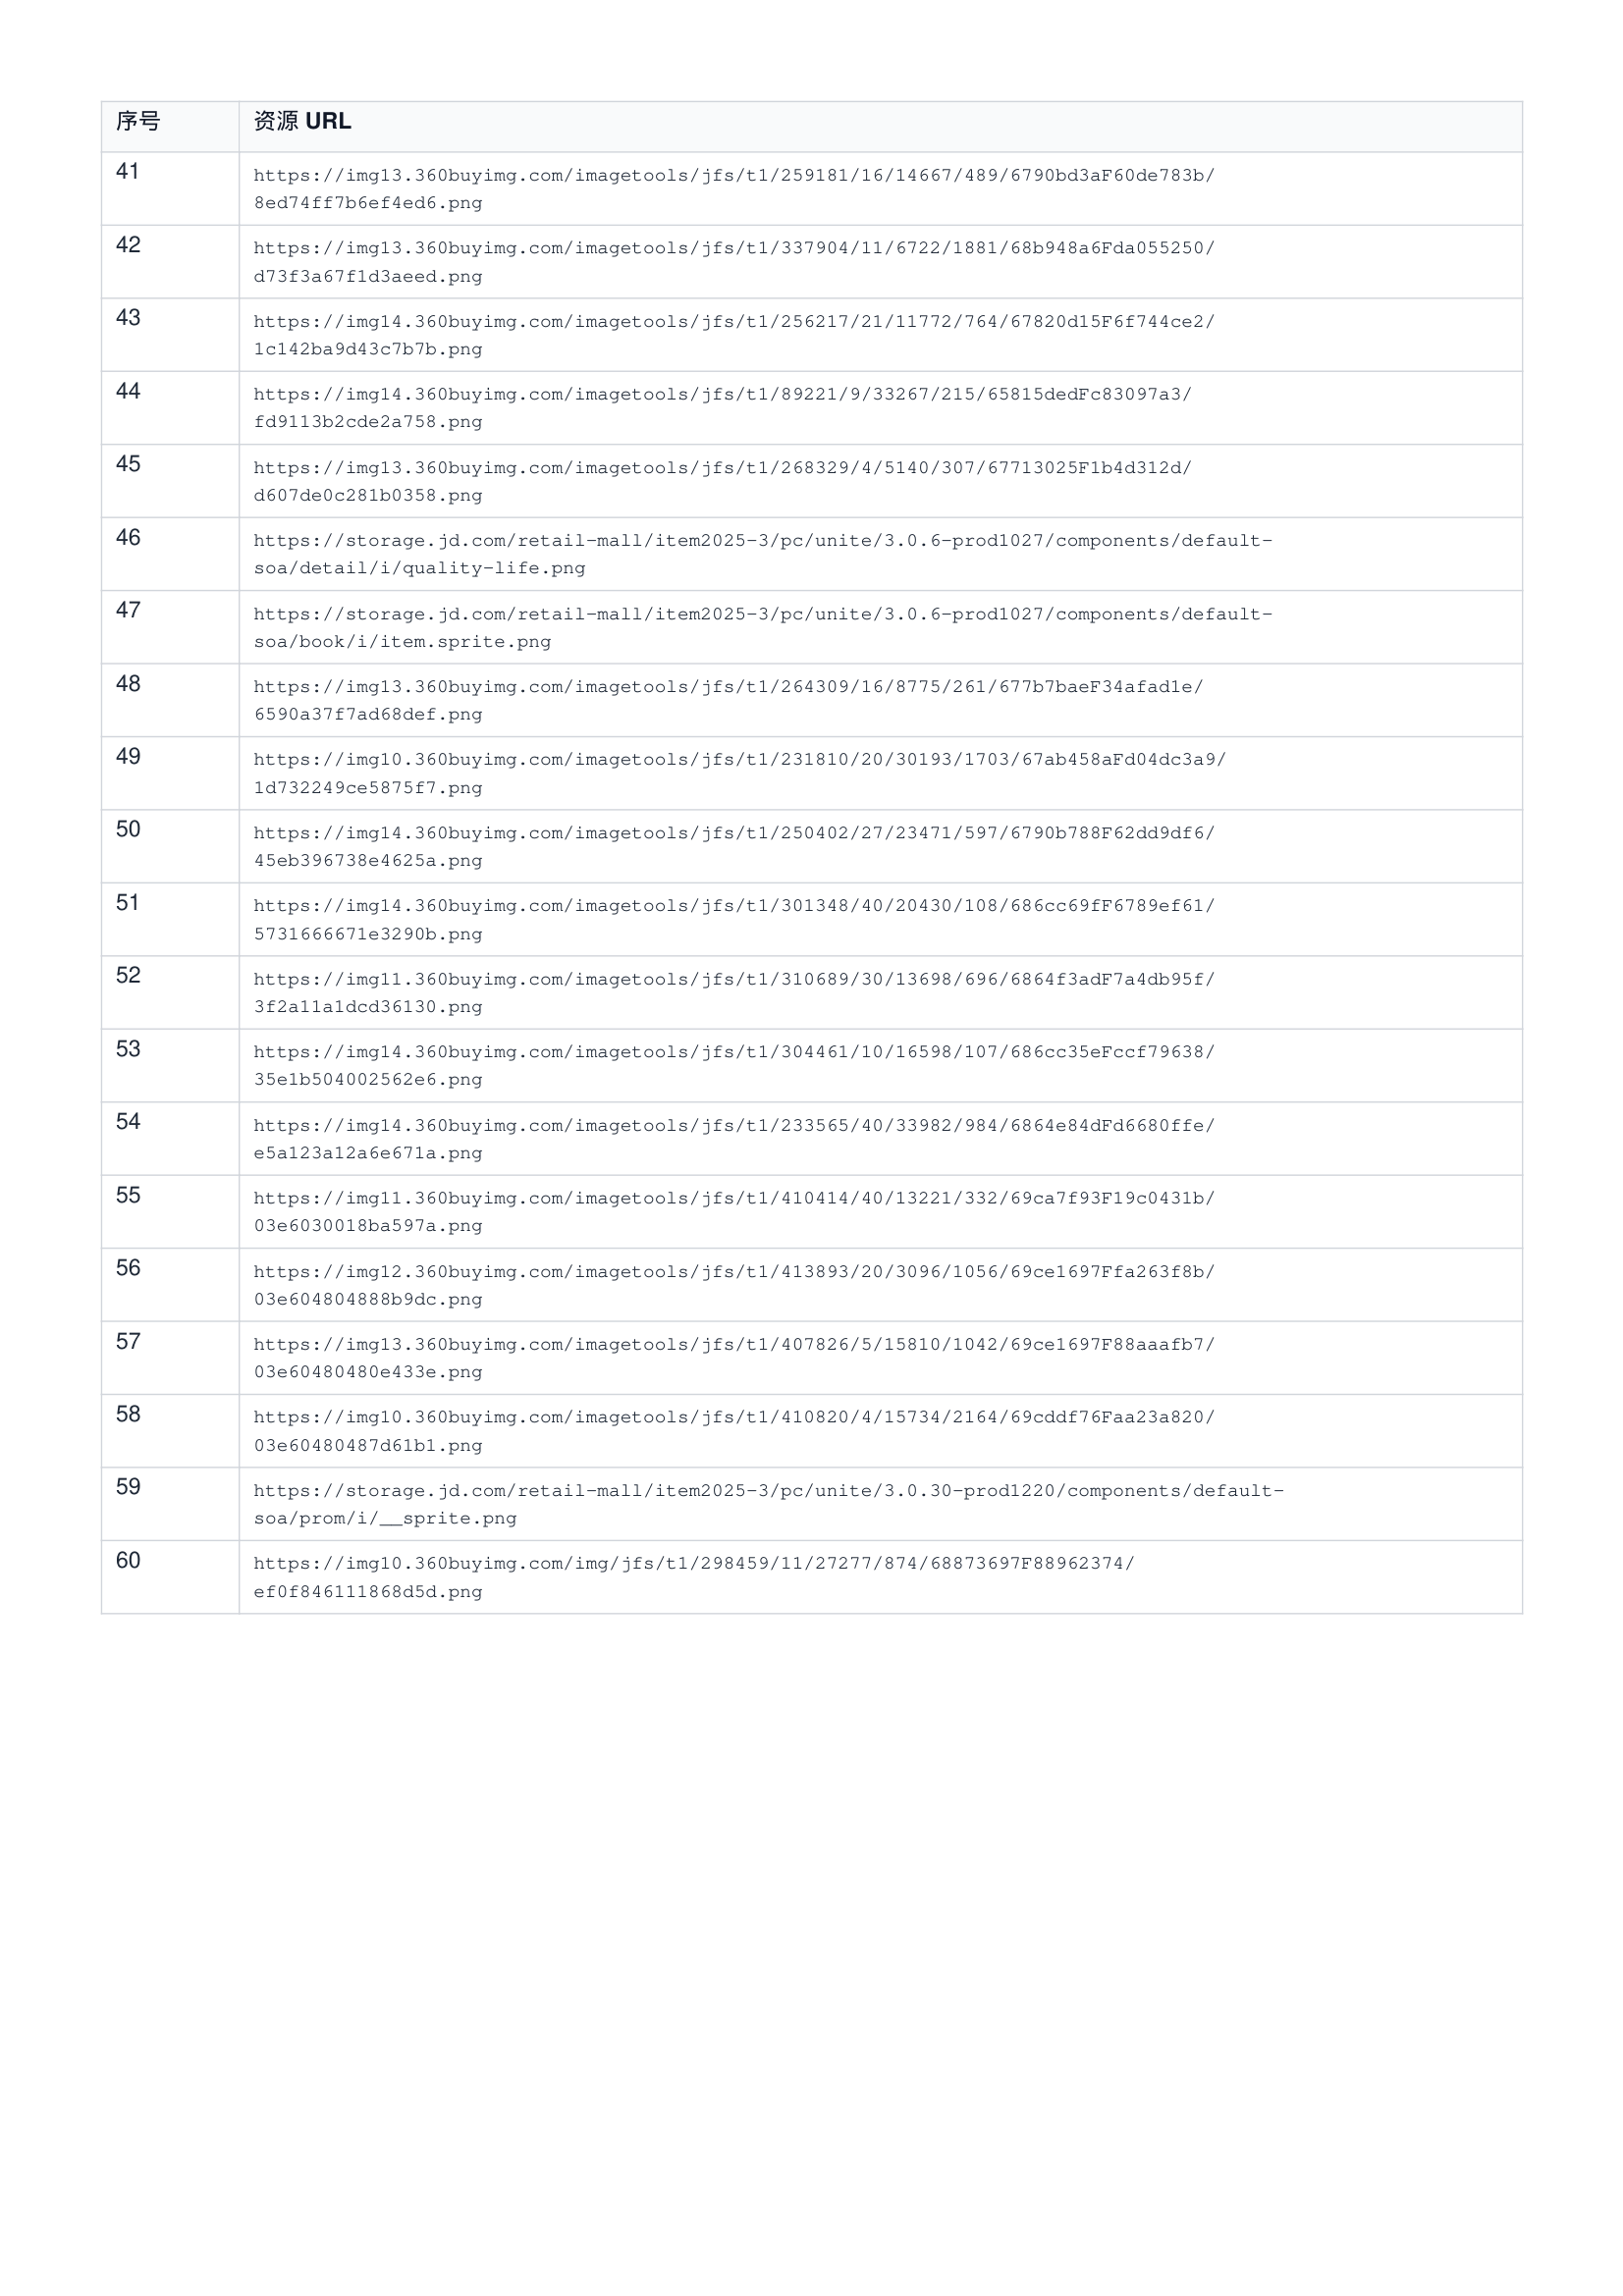 序号 资源 URL
41 https://img13.360buyimg.com/imagetools/jfs/t1/259181/16/14667/489/6790bd3aF60de783b/
8ed74ff7b6ef4ed6.png
42 https://img13.360buyimg.com/imagetools/jfs/t1/337904/11/6722/1881/68b948a6Fda055250/
d73f3a67f1d3aeed.png
43 https://img14.360buyimg.com/imagetools/jfs/t1/256217/21/11772/764/67820d15F6f744ce2/
1c142ba9d43c7b7b.png
44 https://img14.360buyimg.com/imagetools/jfs/t1/89221/9/33267/215/65815dedFc83097a3/
fd9113b2cde2a758.png
45 https://img13.360buyimg.com/imagetools/jfs/t1/268329/4/5140/307/67713025F1b4d312d/
d607de0c281b0358.png
46 https://storage.jd.com/retail-mall/item2025-3/pc/unite/3.0.6-prod1027/components/default-
soa/detail/i/quality-life.png
47 https://storage.jd.com/retail-mall/item2025-3/pc/unite/3.0.6-prod1027/components/default-
soa/book/i/item.sprite.png
48 https://img13.360buyimg.com/imagetools/jfs/t1/264309/16/8775/261/677b7baeF34afad1e/
6590a37f7ad68def.png
49 https://img10.360buyimg.com/imagetools/jfs/t1/231810/20/30193/1703/67ab458aFd04dc3a9/
1d732249ce5875f7.png
50 https://img14.360buyimg.com/imagetools/jfs/t1/250402/27/23471/597/6790b788F62dd9df6/
45eb396738e4625a.png
51 https://img14.360buyimg.com/imagetools/jfs/t1/301348/40/20430/108/686cc69fF6789ef61/
5731666671e3290b.png
52 https://img11.360buyimg.com/imagetools/jfs/t1/310689/30/13698/696/6864f3adF7a4db95f/
3f2a11a1dcd36130.png
53 https://img14.360buyimg.com/imagetools/jfs/t1/304461/10/16598/107/686cc35eFccf79638/
35e1b504002562e6.png
54 https://img14.360buyimg.com/imagetools/jfs/t1/233565/40/33982/984/6864e84dFd6680ffe/
e5a123a12a6e671a.png
55 https://img11.360buyimg.com/imagetools/jfs/t1/410414/40/13221/332/69ca7f93F19c0431b/
03e6030018ba597a.png
56 https://img12.360buyimg.com/imagetools/jfs/t1/413893/20/3096/1056/69ce1697Ffa263f8b/
03e604804888b9dc.png
57 https://img13.360buyimg.com/imagetools/jfs/t1/407826/5/15810/1042/69ce1697F88aaafb7/
03e60480480e433e.png
58 https://img10.360buyimg.com/imagetools/jfs/t1/410820/4/15734/2164/69cddf76Faa23a820/
03e60480487d61b1.png
59 https://storage.jd.com/retail-mall/item2025-3/pc/unite/3.0.30-prod1220/components/default-
soa/prom/i/__sprite.png
60 https://img10.360buyimg.com/img/jfs/t1/298459/11/27277/874/68873697F88962374/
ef0f846111868d5d.png